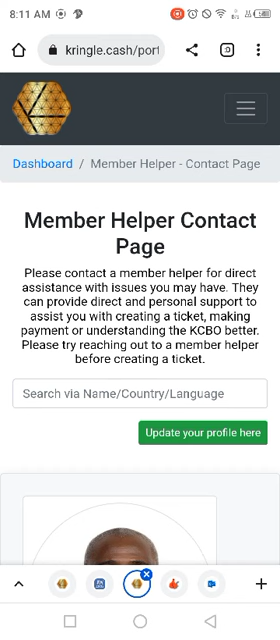 8:11 AM
kringle.cash/port
Dashboard / Member Helper - Contact Page
Member Helper Contact
Page
Please contact a member helper for direct
assistance with issues you may have. They
can provide direct and personal support to
assist you with creating a ticket, making
payment or understanding the KCBO better.
Please try reaching out to a member helper
before creating a ticket.
Search via Name/Country/Language
Update your profile here